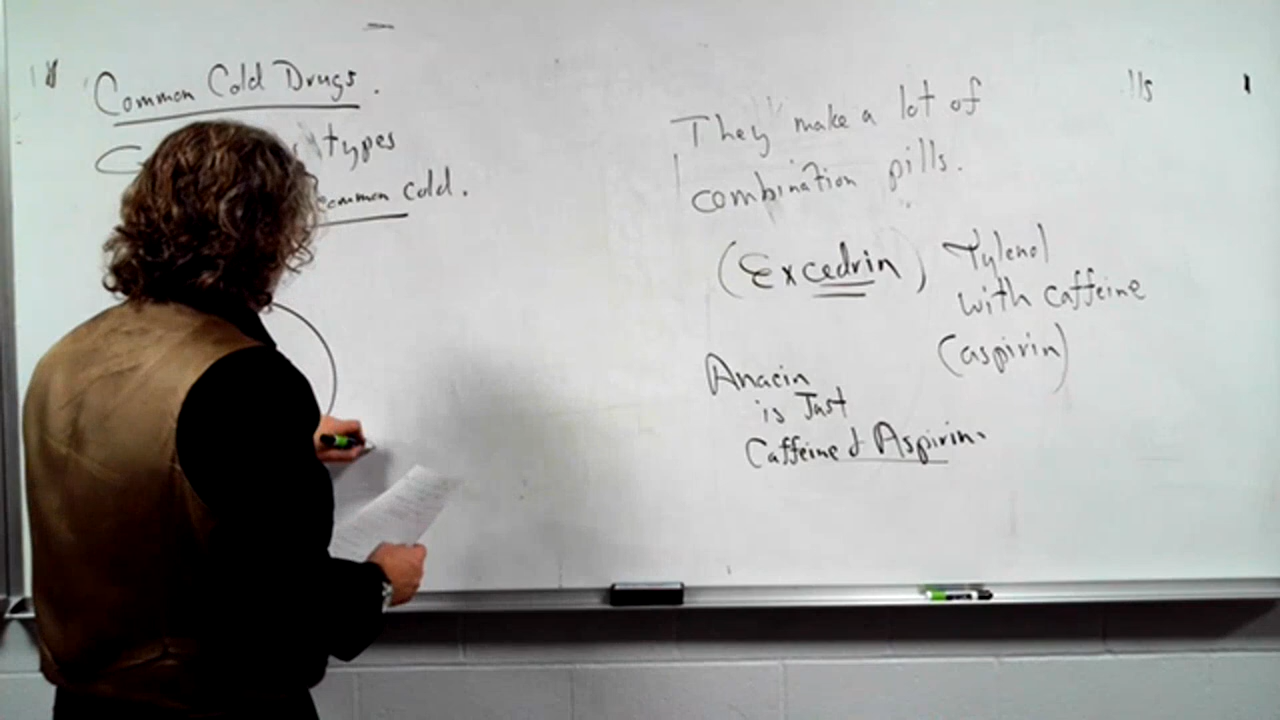 Common Cold Drugs.
types
common cold.
They make a lot of
combination pills.
(Excedrin) Tylenol
with caffeine
(aspirin)
Anacin
is Just
Caffeine & Aspirin.